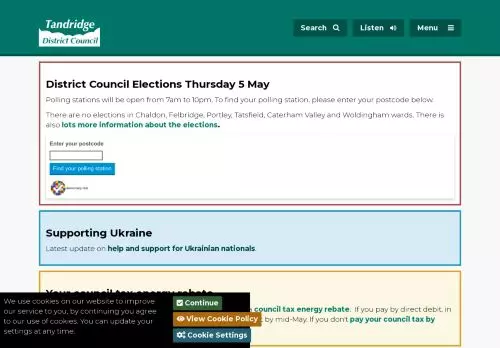 Tandridge
District Council
Search
Listen
Menu
District Council Elections Thursday 5 May
Polling stations will be open from 7am to 10pm. To find your polling station, please enter your postcode below.
There are no elections in Chaldon, Felbridge, Portley, Tatsfield, Caterham Valley and Woldingham wards. There is
also lots more information about the elections.
Enter your postcode
Find your polling station
Supporting Ukraine
Latest update on help and support for Ukrainian nationals.
Your council tax energy rebate
council tax energy rebate. If you pay by direct debit, in
by mid-May. If you don't pay your council tax by
We use cookies on our website to improve
our service to you, by continuing you agree
to our use of cookies. You can update your
settings at any time.
Continue
View Cookie Policy
Cookie Settings